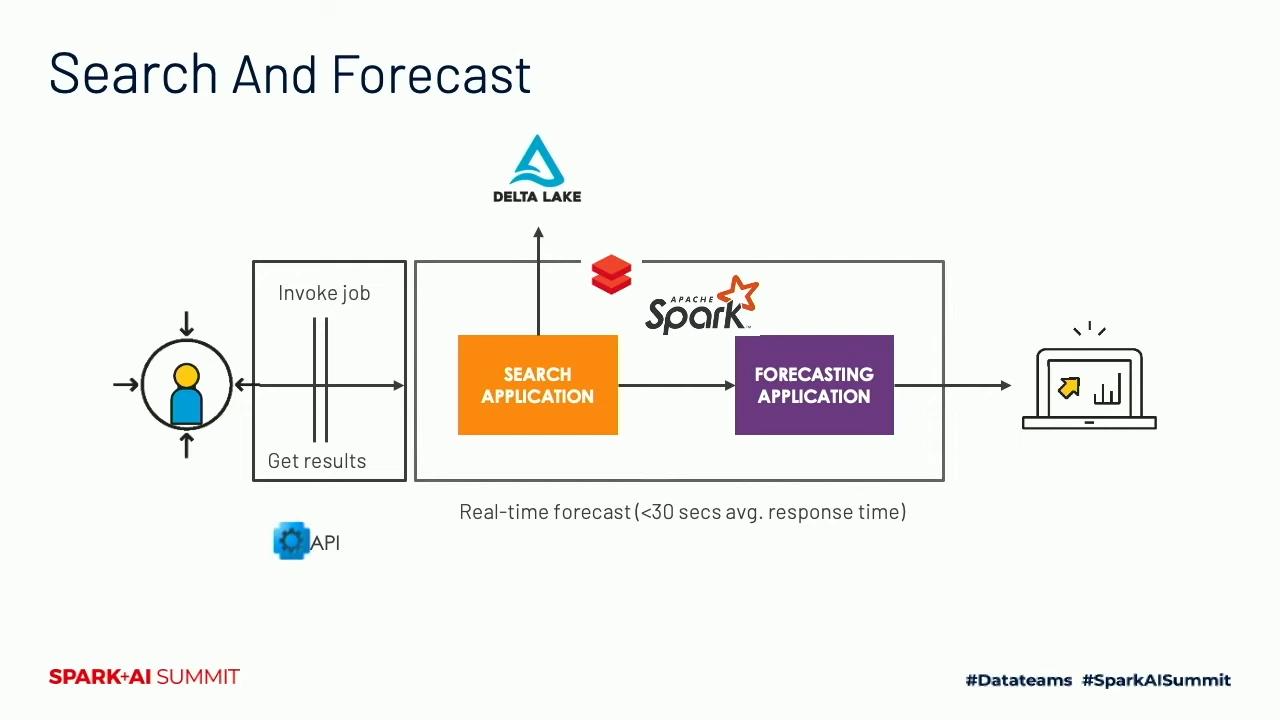 Search And Forecast
DELTA LAKE
Invoke job
APACHE
Spark
TM
SEARCH
APPLICATION
FORECASTING
APPLICATION
Get results
Real-time forecast (<30 secs avg. response time)
API
SPARK+AI SUMMIT
#Datateams #SparkAISummit